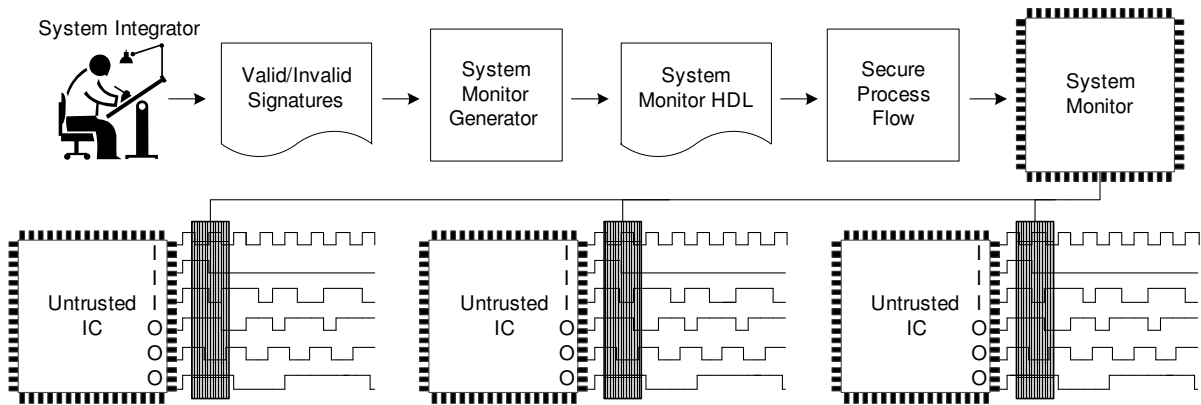 System Integrator
Valid/Invalid
Signatures
System
Monitor
Generator
System
Monitor HDL
Secure
Process
Flow
System
Monitor
Untrusted
IC
I
I
I
O
O
O
Untrusted
IC
I
I
I
O
O
O
Untrusted
IC
I
I
I
O
O
O